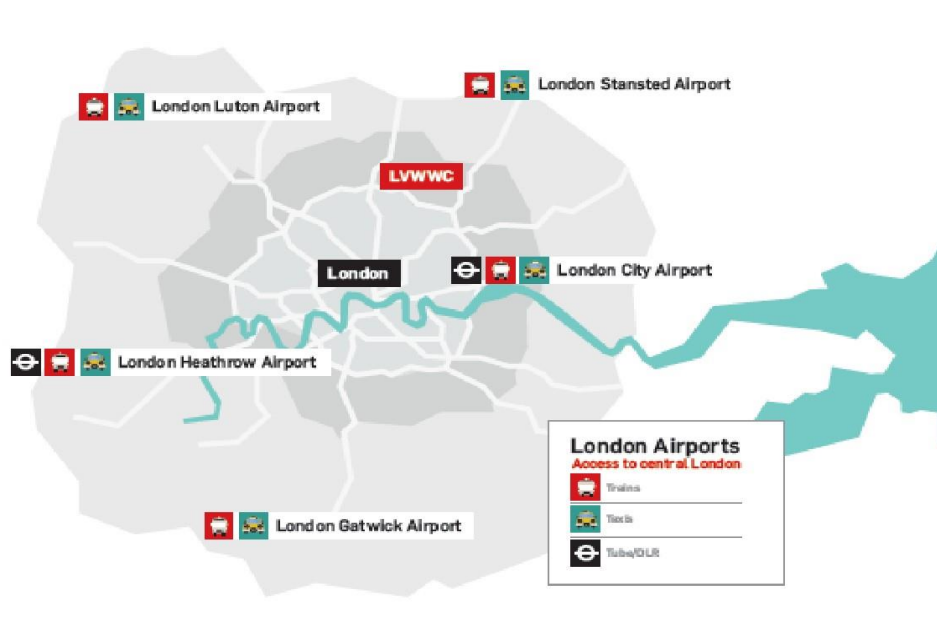 London Stansted Airport
London Luton Airport
LVWWC
London
London City Airport
London Heathrow Airport
London Airports
Access to central London
Trains
Taxis
Tube/DLR
London Gatwick Airport